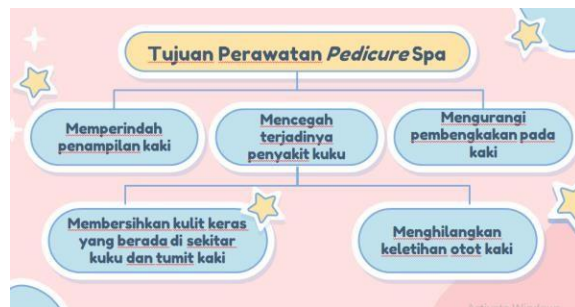 Tujuan Perawatan Pedicure Spa
Memperindah
penampilan kaki
Mencegah
terjadinya
penyakit kuku
Mengurangi
pembengkakan pada
kaki
Membersihkan kulit keras
yang berada di sekitar
kuku dan tumit kaki
Menghilangkan
keletihan otot kaki